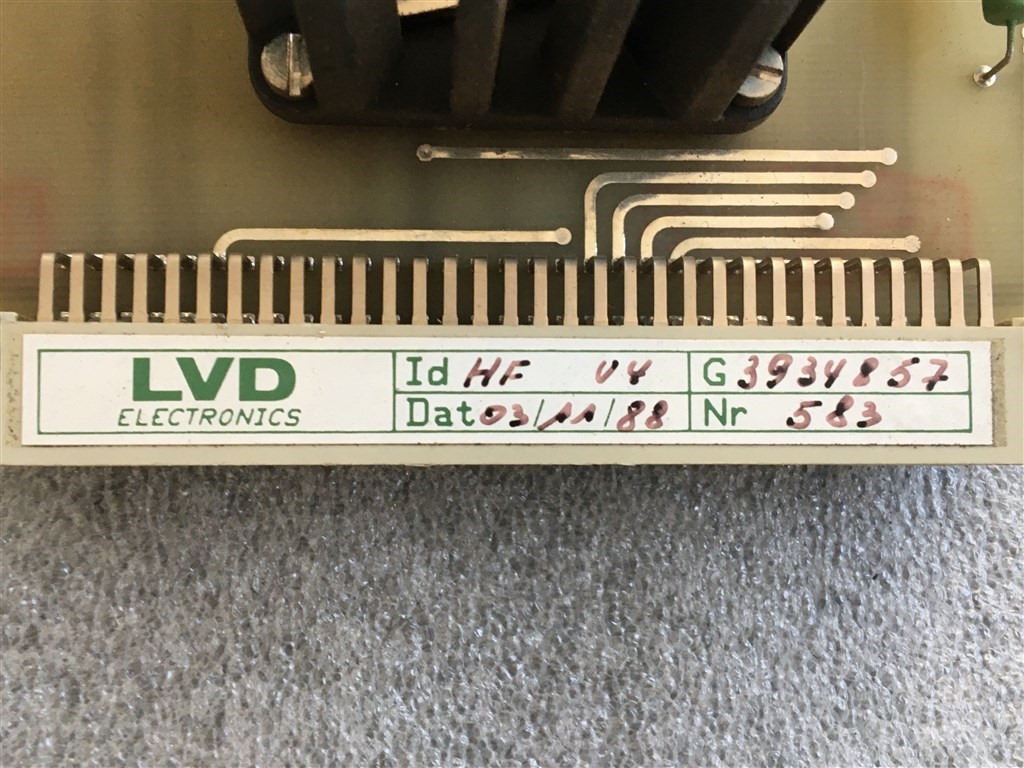 LVD
ELECTRONICS
Id HF V4
G 3934857
Dat 03/11/88
Nr 583